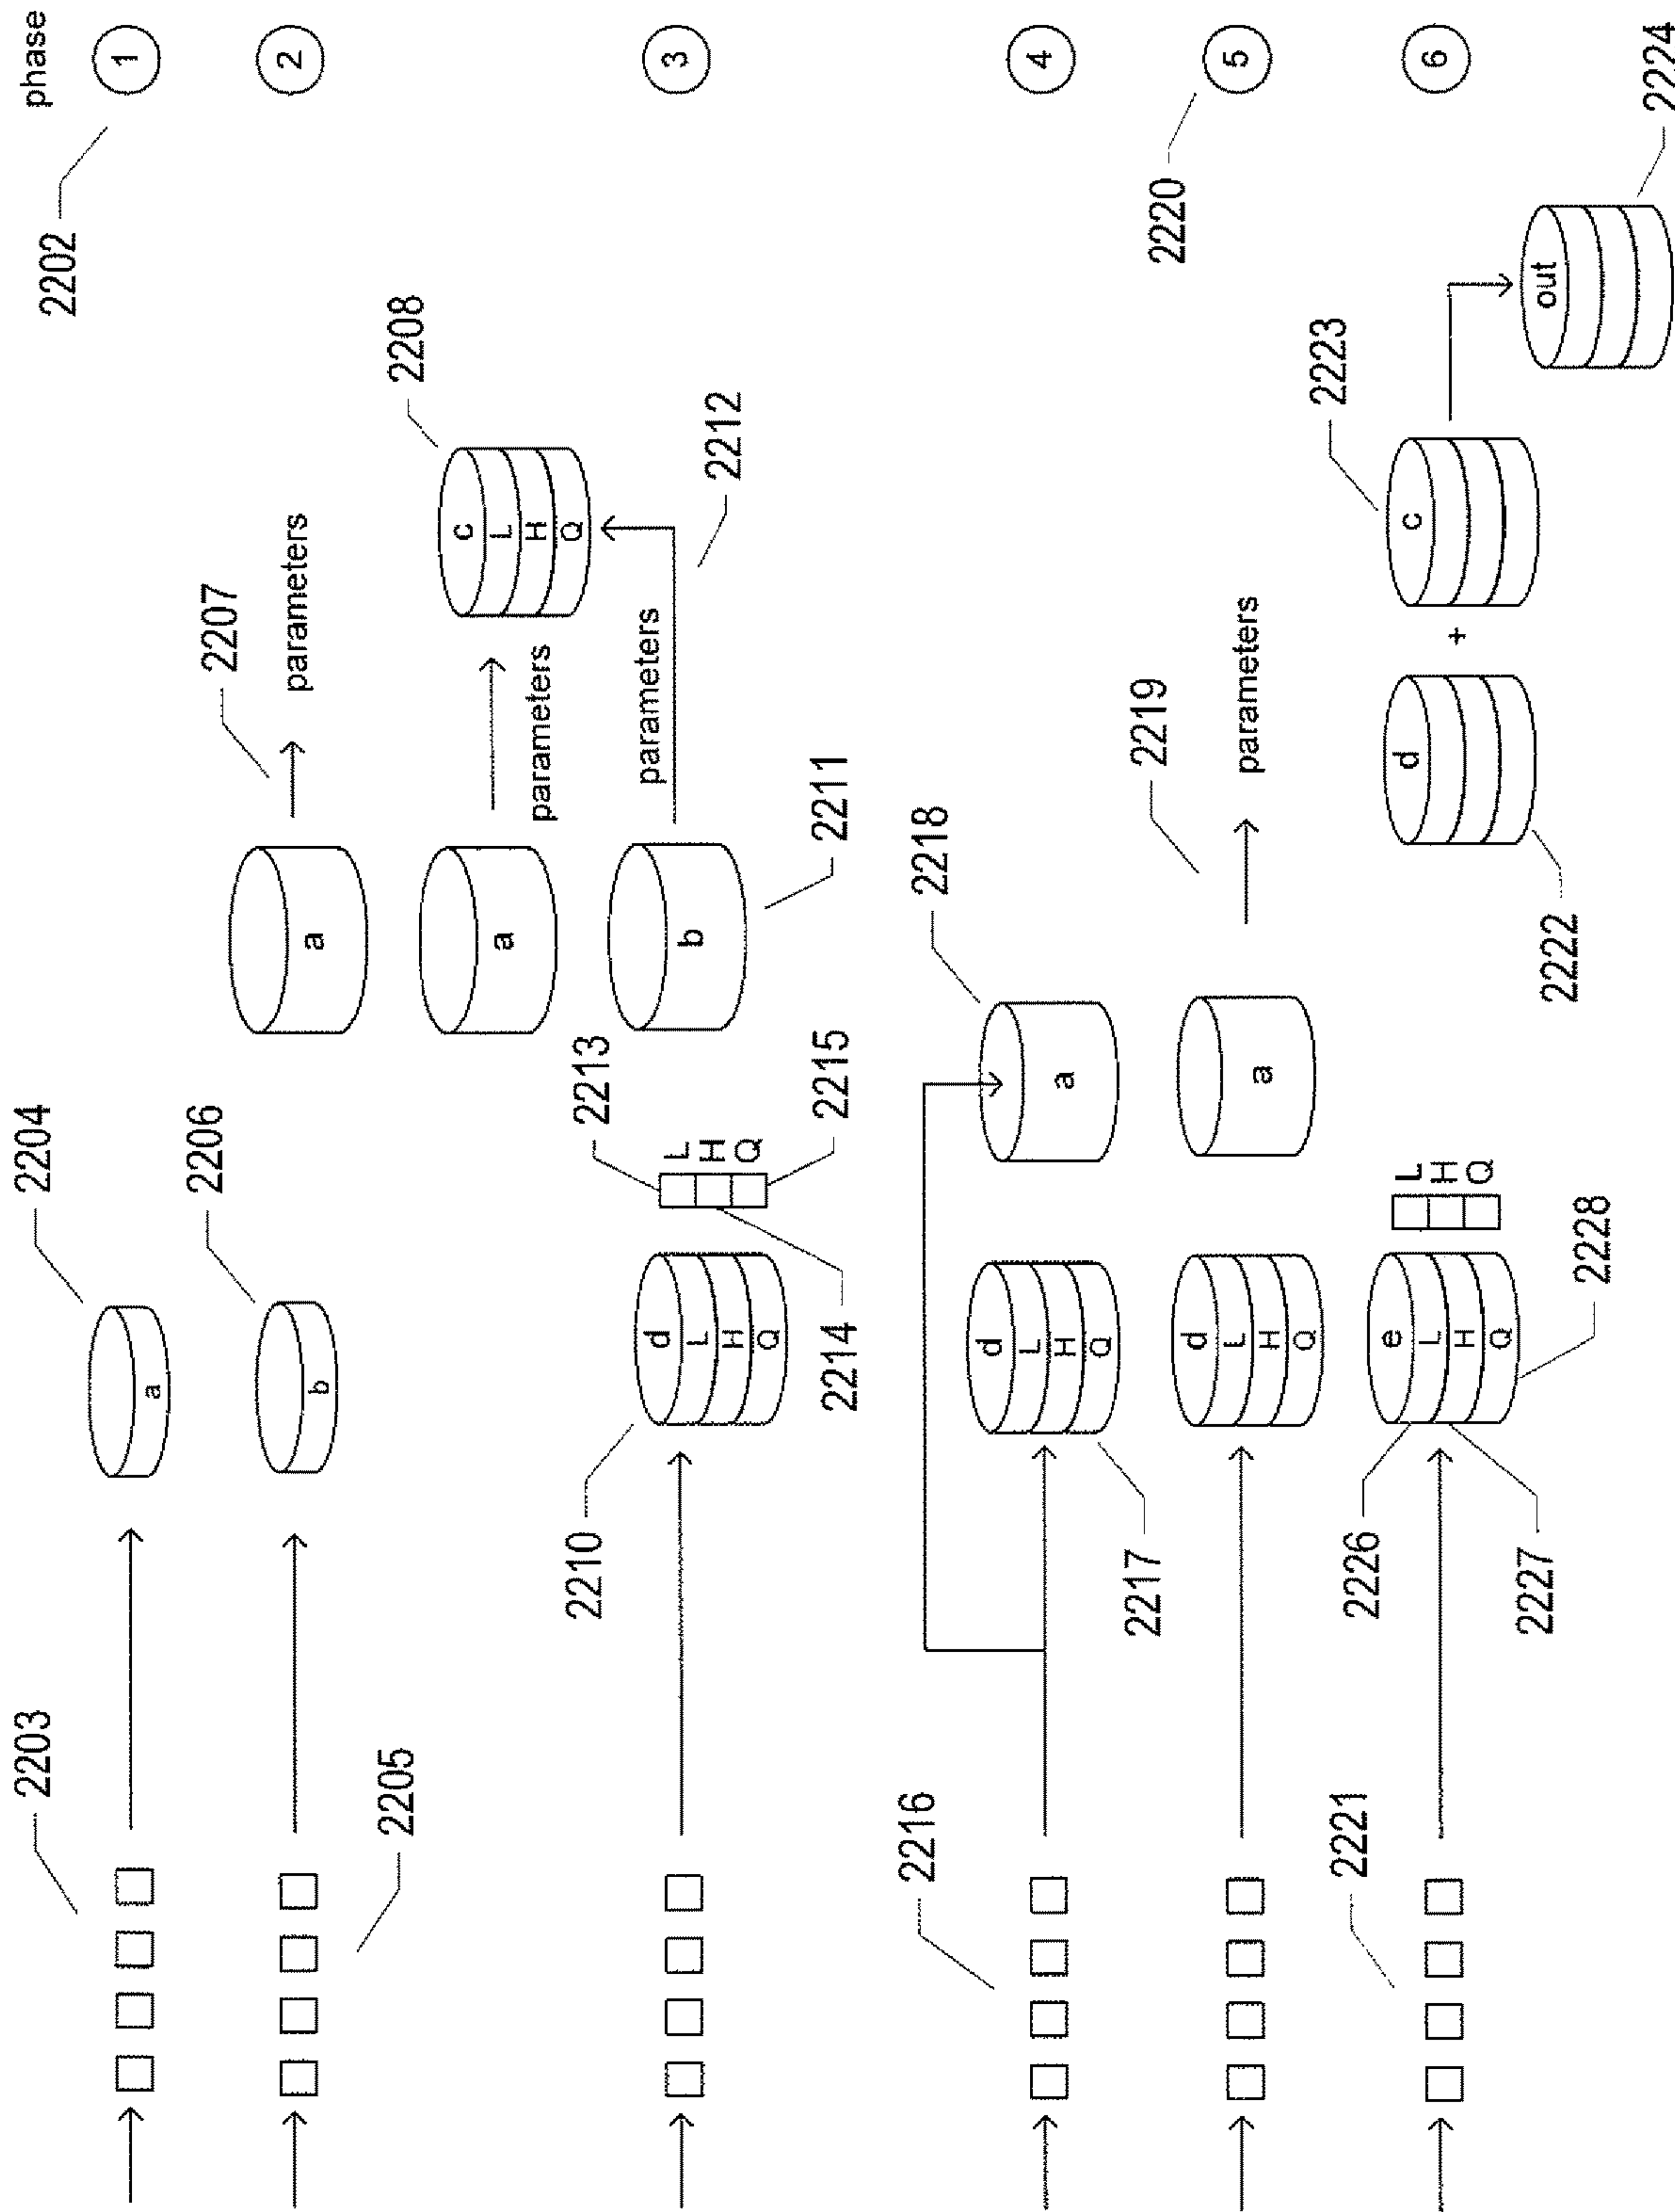 phase
2203
2204
2202
a
1
2206
2207
b
a
parameters
2
2205
2208
a
parameters
c
L
H
Q
2210
2213
parameters
d
L
H
Q
L
H
Q
b
3
2212
2214
2215
2211
2216
2218
d
L
H
Q
a
4
2217
2219
2220
d
L
H
Q
a
parameters
5
2221
2226
2223
e
L
H
Q
L
H
Q
d
+
c
6
2227
2228
2222
out
2224